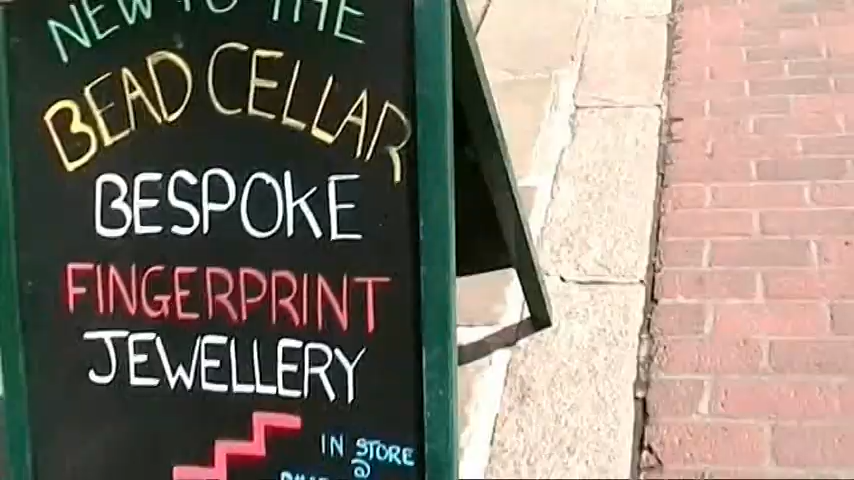 NEW TO THE
BEAD CELLAR
BESPOKE
FINGERPRINT
JEWELLERY
IN STORE
@